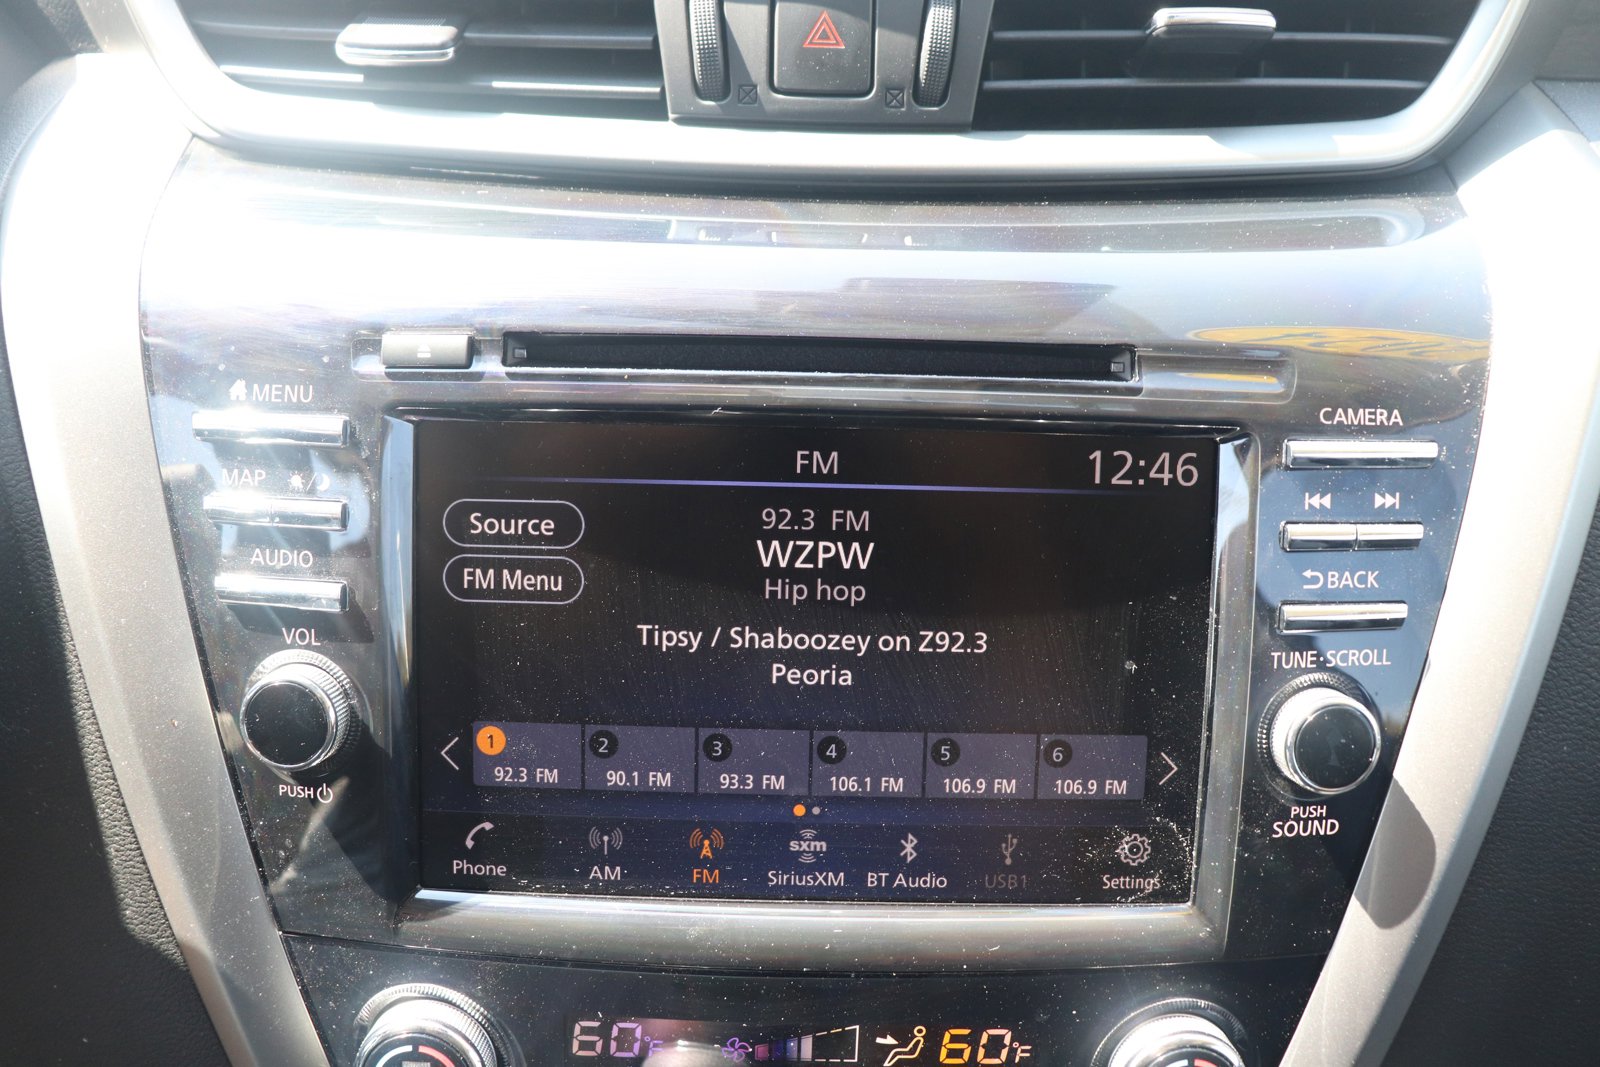 MENU
MAP
AUDIO
VOL
PUSH
FM
12:46
Source
FM Menu
92.3 FM
WZPW
Hip hop
Tipsy / Shaboozey on Z92.3
Peoria
1
92.3 FM
2
90.1 FM
3
93.3 FM
4
106.1 FM
5
106.9 FM
6
106.9 FM
Phone
AM
FM
sxm
SiriusXM
BT Audio
USB1
Settings
CAMERA
BACK
TUNE·SCROLL
PUSH
SOUND
60°F
60°F